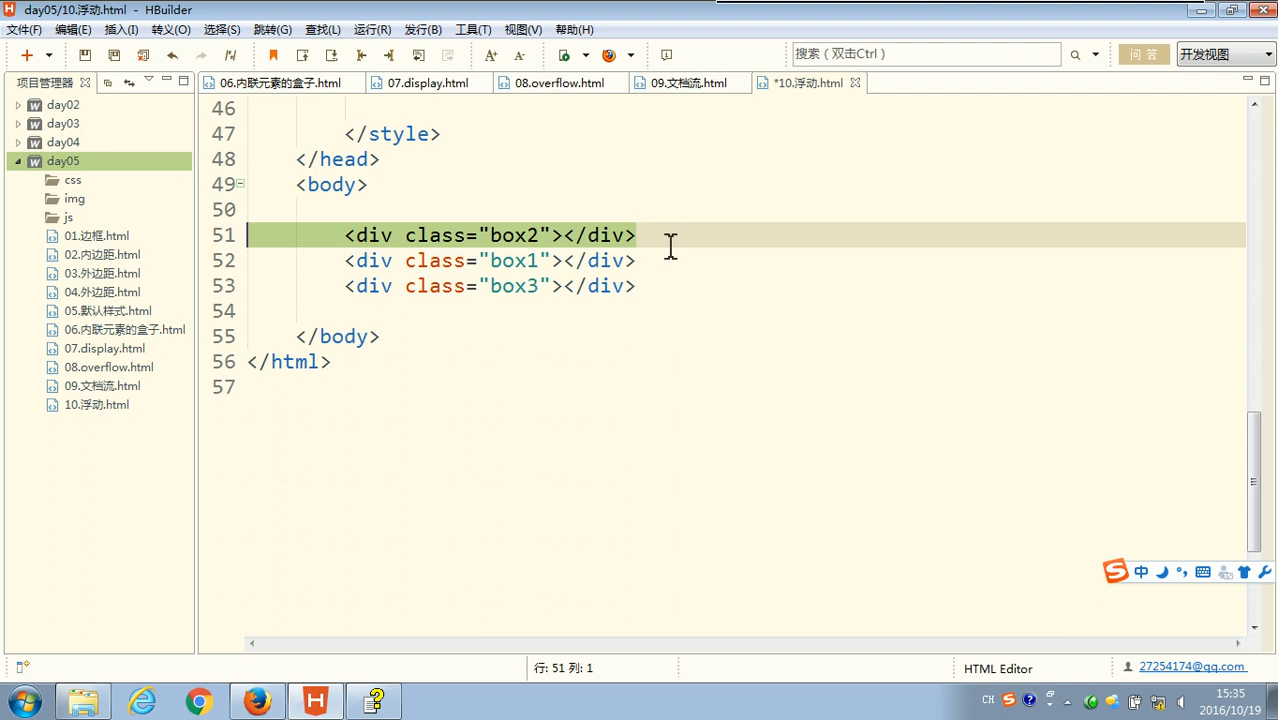 day05/10.浮动.html - HBuilder
文件(F) 编辑(E) 插入(I) 转义(O) 选择(S) 跳转(G) 查找(L) 运行(R) 发行(B) 工具(T) 视图(V) 帮助(H)
搜索（双击Ctrl） 问答 开发视图
项目管理器 06.内联元素的盒子.html 07.display.html 08.overflow.html 09.文档流.html *10.浮动.html
day02
day03
day04
day05
css
img
js
01.边框.html
02.内边距.html
03.外边距.html
04.外边距.html
05.默认样式.html
06.内联元素的盒子.html
07.display.html
08.overflow.html
09.文档流.html
10.浮动.html
46
47 </style>
48 </head>
49 <body>
50
51 <div class="box2"></div>
52 <div class="box1"></div>
53 <div class="box3"></div>
54
55 </body>
56 </html>
57
中
行: 51 列: 1 HTML Editor 27254174@qq.com
CH 15:35
2016/10/19